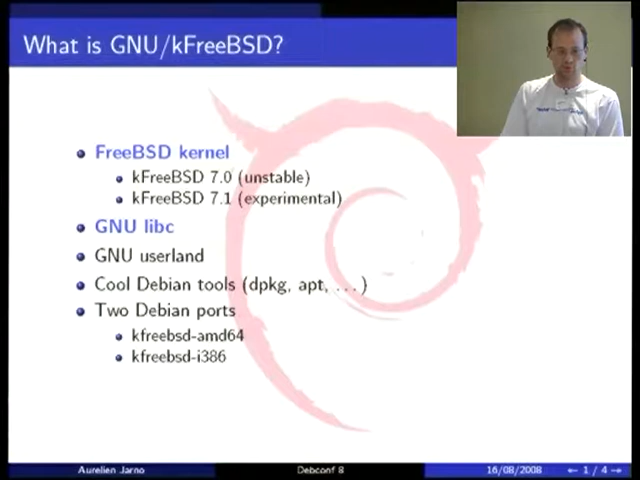 What is GNU/kFreeBSD?
FreeBSD kernel
kFreeBSD 7.0 (unstable)
kFreeBSD 7.1 (experimental)
GNU libc
GNU userland
Cool Debian tools (dpkg, apt, ...)
Two Debian ports
kfreebsd-amd64
kfreebsd-i386
Aurelien Jarno Debconf 8 16/08/2008 ← 1 / 4 →